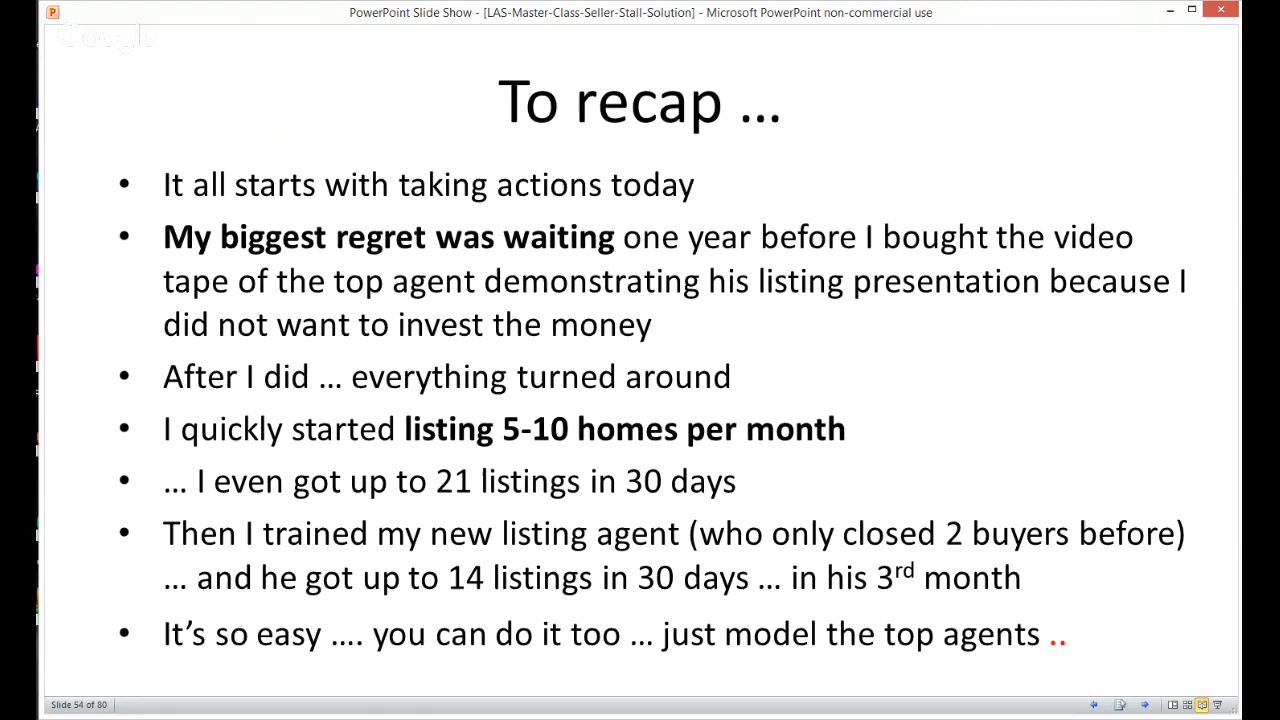 PowerPoint Slide Show - [LAS-Master-Class-Seller-Stall-Solution] - Microsoft PowerPoint non-commercial use
Google
To recap ...
• It all starts with taking actions today
• My biggest regret was waiting one year before I bought the video
tape of the top agent demonstrating his listing presentation because I
did not want to invest the money
• After I did ... everything turned around
• I quickly started listing 5-10 homes per month
• ... I even got up to 21 listings in 30 days
• Then I trained my new listing agent (who only closed 2 buyers before)
... and he got up to 14 listings in 30 days ... in his 3rd month
• It's so easy .... you can do it too ... just model the top agents ..
Slide 54 of 80